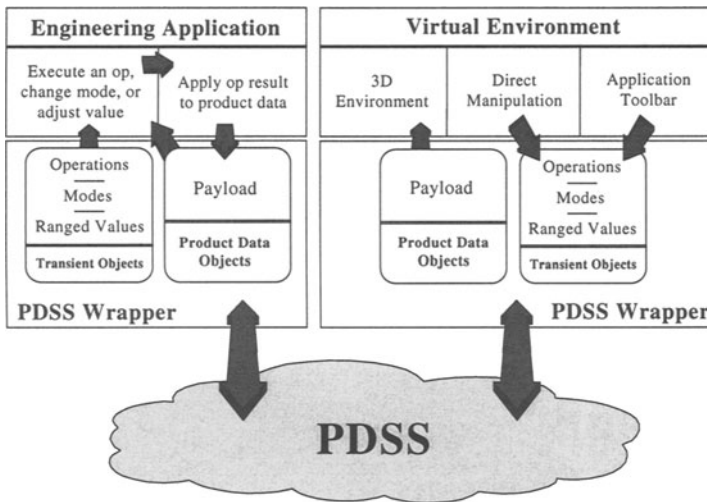 Engineering Application
Execute an op,
change mode, or
adjust value
Apply op result
to product data
Operations
Modes
Ranged Values
Transient Objects
Payload
Product Data
Objects
PDSS Wrapper
Virtual Environment
3D
Environment
Direct
Manipulation
Application
Toolbar
Payload
Product Data
Objects
Operations
Modes
Ranged Values
Transient Objects
PDSS Wrapper
PDSS